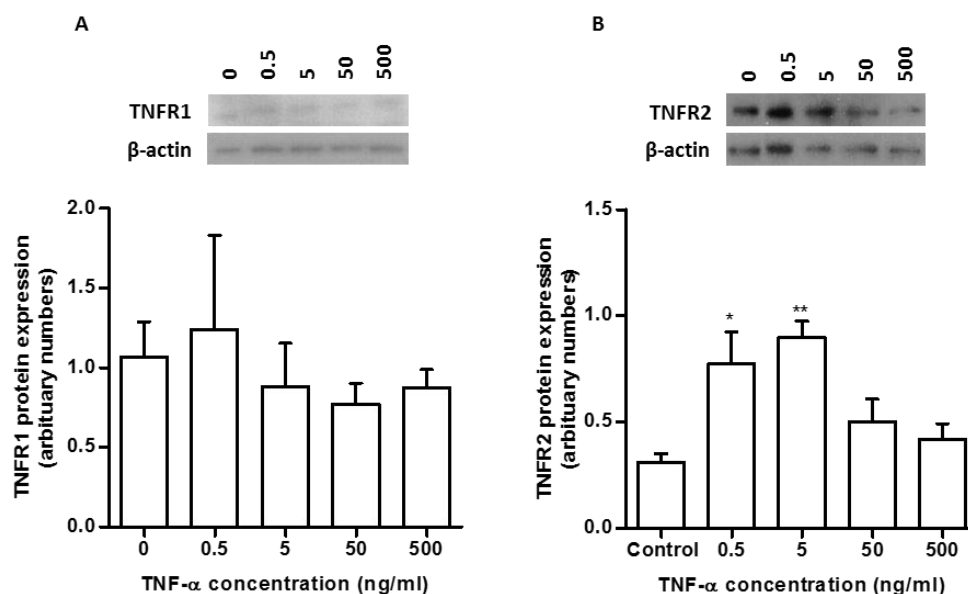 A
0 0.5 5 50 500
TNFR1
β-actin
TNFR1 protein expression
(arbituary numbers)
2.0
1.5
1.0
0.5
0.0
0 0.5 5 50 500
TNF-α concentration (ng/ml)
B
0 0.5 5 50 500
TNFR2
β-actin
TNFR2 protein expression
(arbituary numbers)
1.5
1.0
0.5
0.0
* **
Control 0.5 5 50 500
TNF-α concentration (ng/ml)